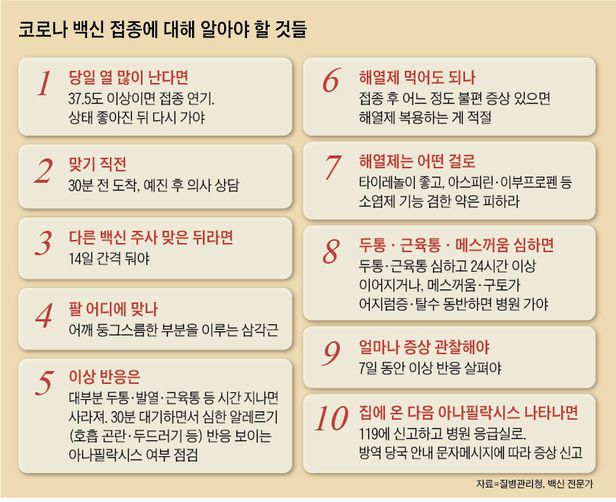 코로나 백신 접종에 대해 알아야 할 것들
1 당일 열 많이 난다면
37.5도 이상이면 접종 연기.
상태 좋아진 뒤 다시 가야
2 맞기 직전
30분 전 도착, 예진 후 의사 상담
3 다른 백신 주사 맞은 뒤라면
14일 간격 둬야
4 팔 어디에 맞나
어깨 둥그스름한 부분을 이루는 삼각근
5 이상 반응은
대부분 두통·발열·근육통 등 시간 지나면
사라져. 30분 대기하면서 심한 알레르기
(호흡 곤란·두드러기 등) 반응 보이는
아나필락시스 여부 점검
6 해열제 먹어도 되나
접종 후 어느 정도 불편 증상 있으면
해열제 복용하는 게 적절
7 해열제는 어떤 걸로
타이레놀이 좋고, 아스피린·이부프로펜 등
소염제 기능 겸한 약은 피하라
8 두통·근육통·메스꺼움 심하면
두통·근육통 심하고 24시간 이상
이어지거나, 메스꺼움·구토가
어지럼증·탈수 동반하면 병원 가야
9 얼마나 증상 관찰해야
7일 동안 이상 반응 살펴야
10 집에 온 다음 아나필락시스 나타나면
119에 신고하고 병원 응급실로.
방역 당국 안내 문자메시지에 따라 증상 신고
자료=질병관리청, 백신 전문가